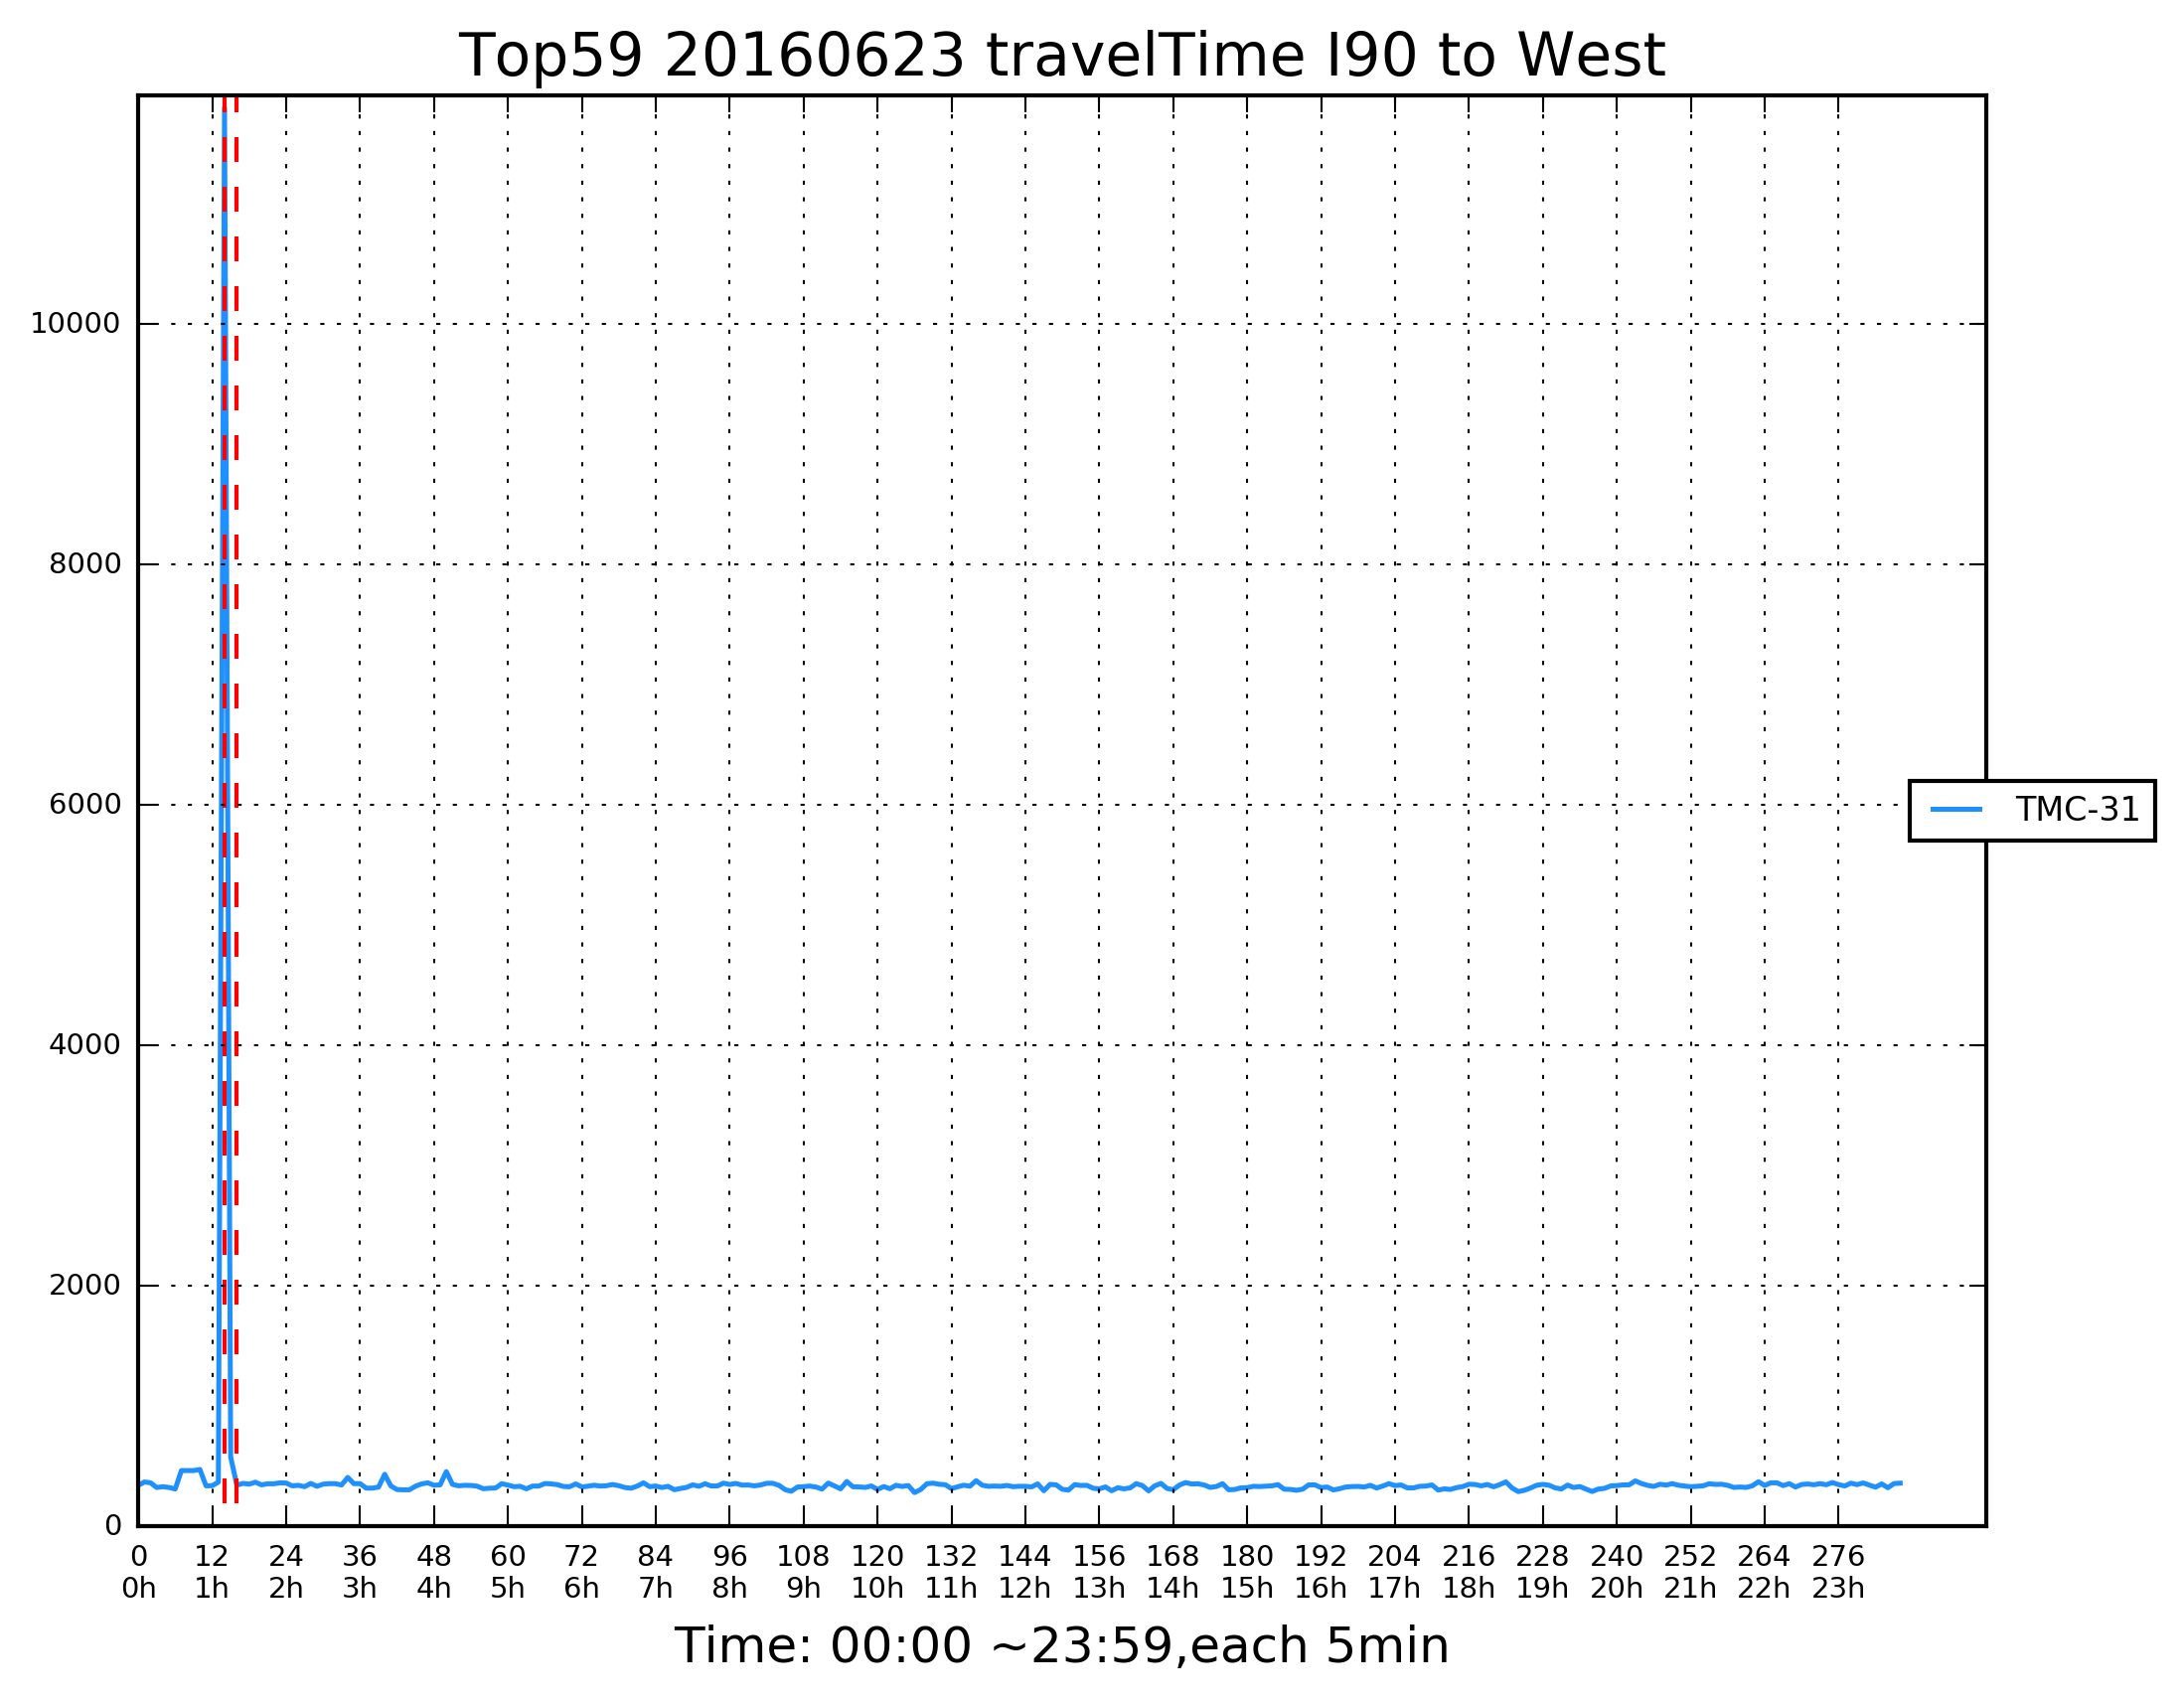 Top59 20160623 travelTime I90 to West
10000
8000
6000
4000
2000
0
TMC-31
0 12 24 36 48 60 72 84 96 108 120 132 144 156 168 180 192 204 216 228 240 252 264 276
0h 1h 2h 3h 4h 5h 6h 7h 8h 9h 10h 11h 12h 13h 14h 15h 16h 17h 18h 19h 20h 21h 22h 23h
Time: 00:00 ~23:59,each 5min